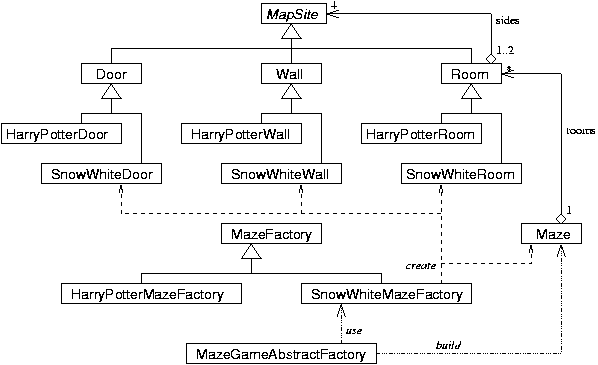 MapSite
4
sides
1..2
Door
Wall
Room
*
HarryPotterDoor
HarryPotterWall
HarryPotterRoom
rooms
SnowWhiteDoor
SnowWhiteWall
SnowWhiteRoom
1
MazeFactory
Maze
create
HarryPotterMazeFactory
SnowWhiteMazeFactory
use
build
MazeGameAbstractFactory